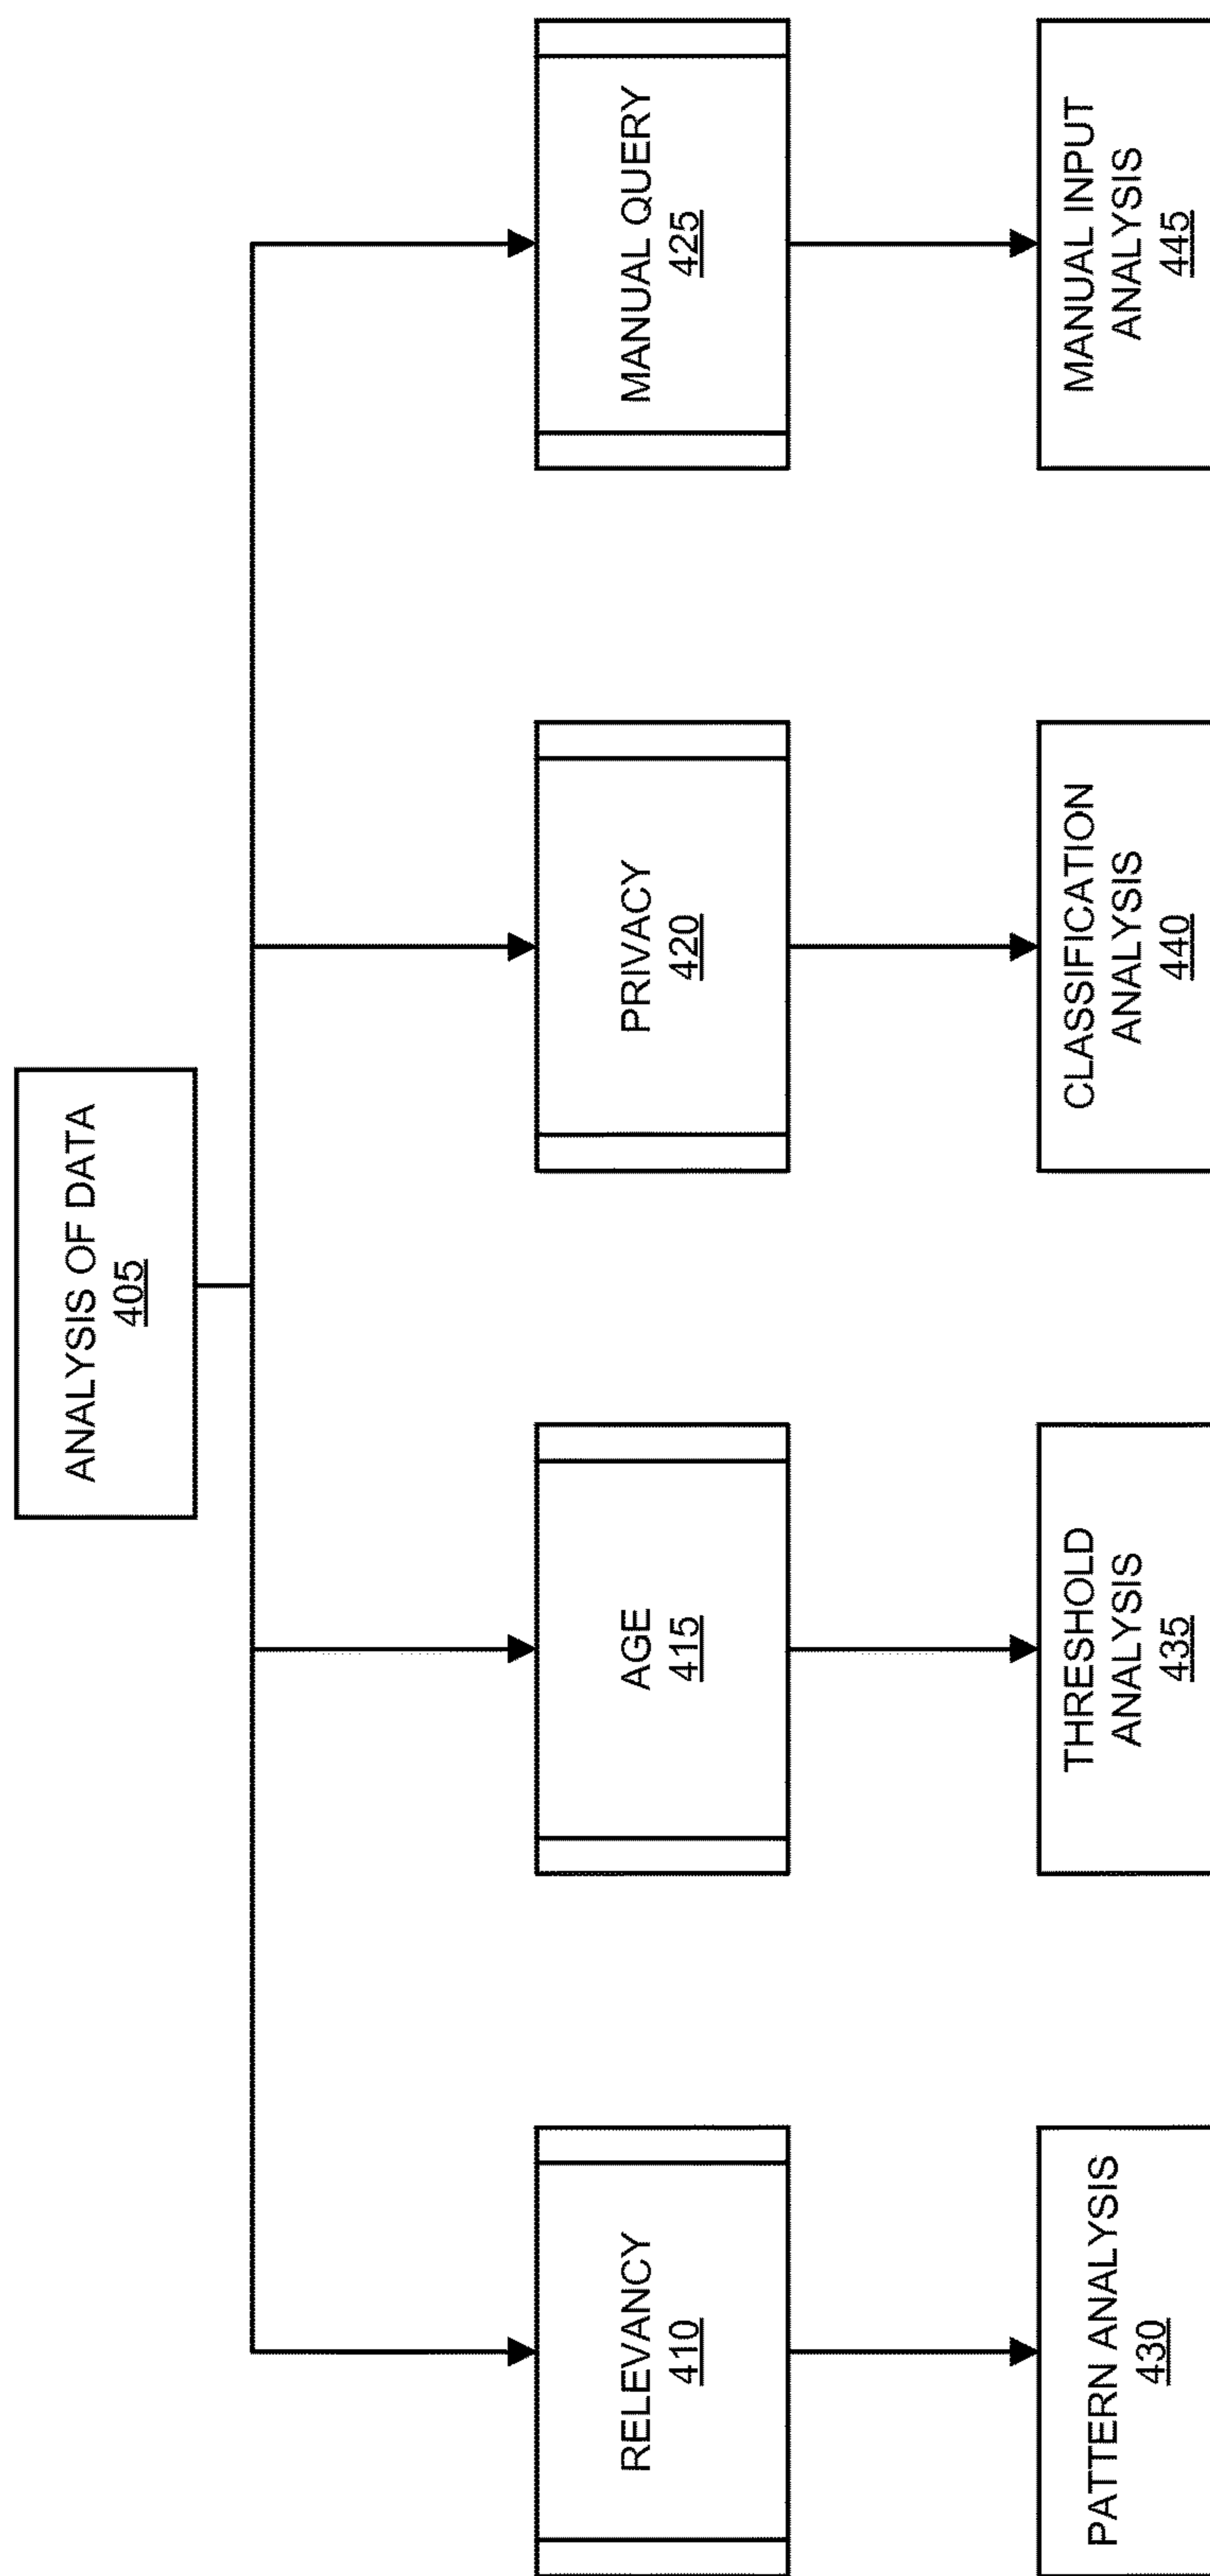 ANALYSIS OF DATA
405
RELEVANCY
410
AGE
415
PRIVACY
420
MANUAL QUERY
425
PATTERN ANALYSIS
430
THRESHOLD
ANALYSIS
435
CLASSIFICATION
ANALYSIS
440
MANUAL INPUT
ANALYSIS
445